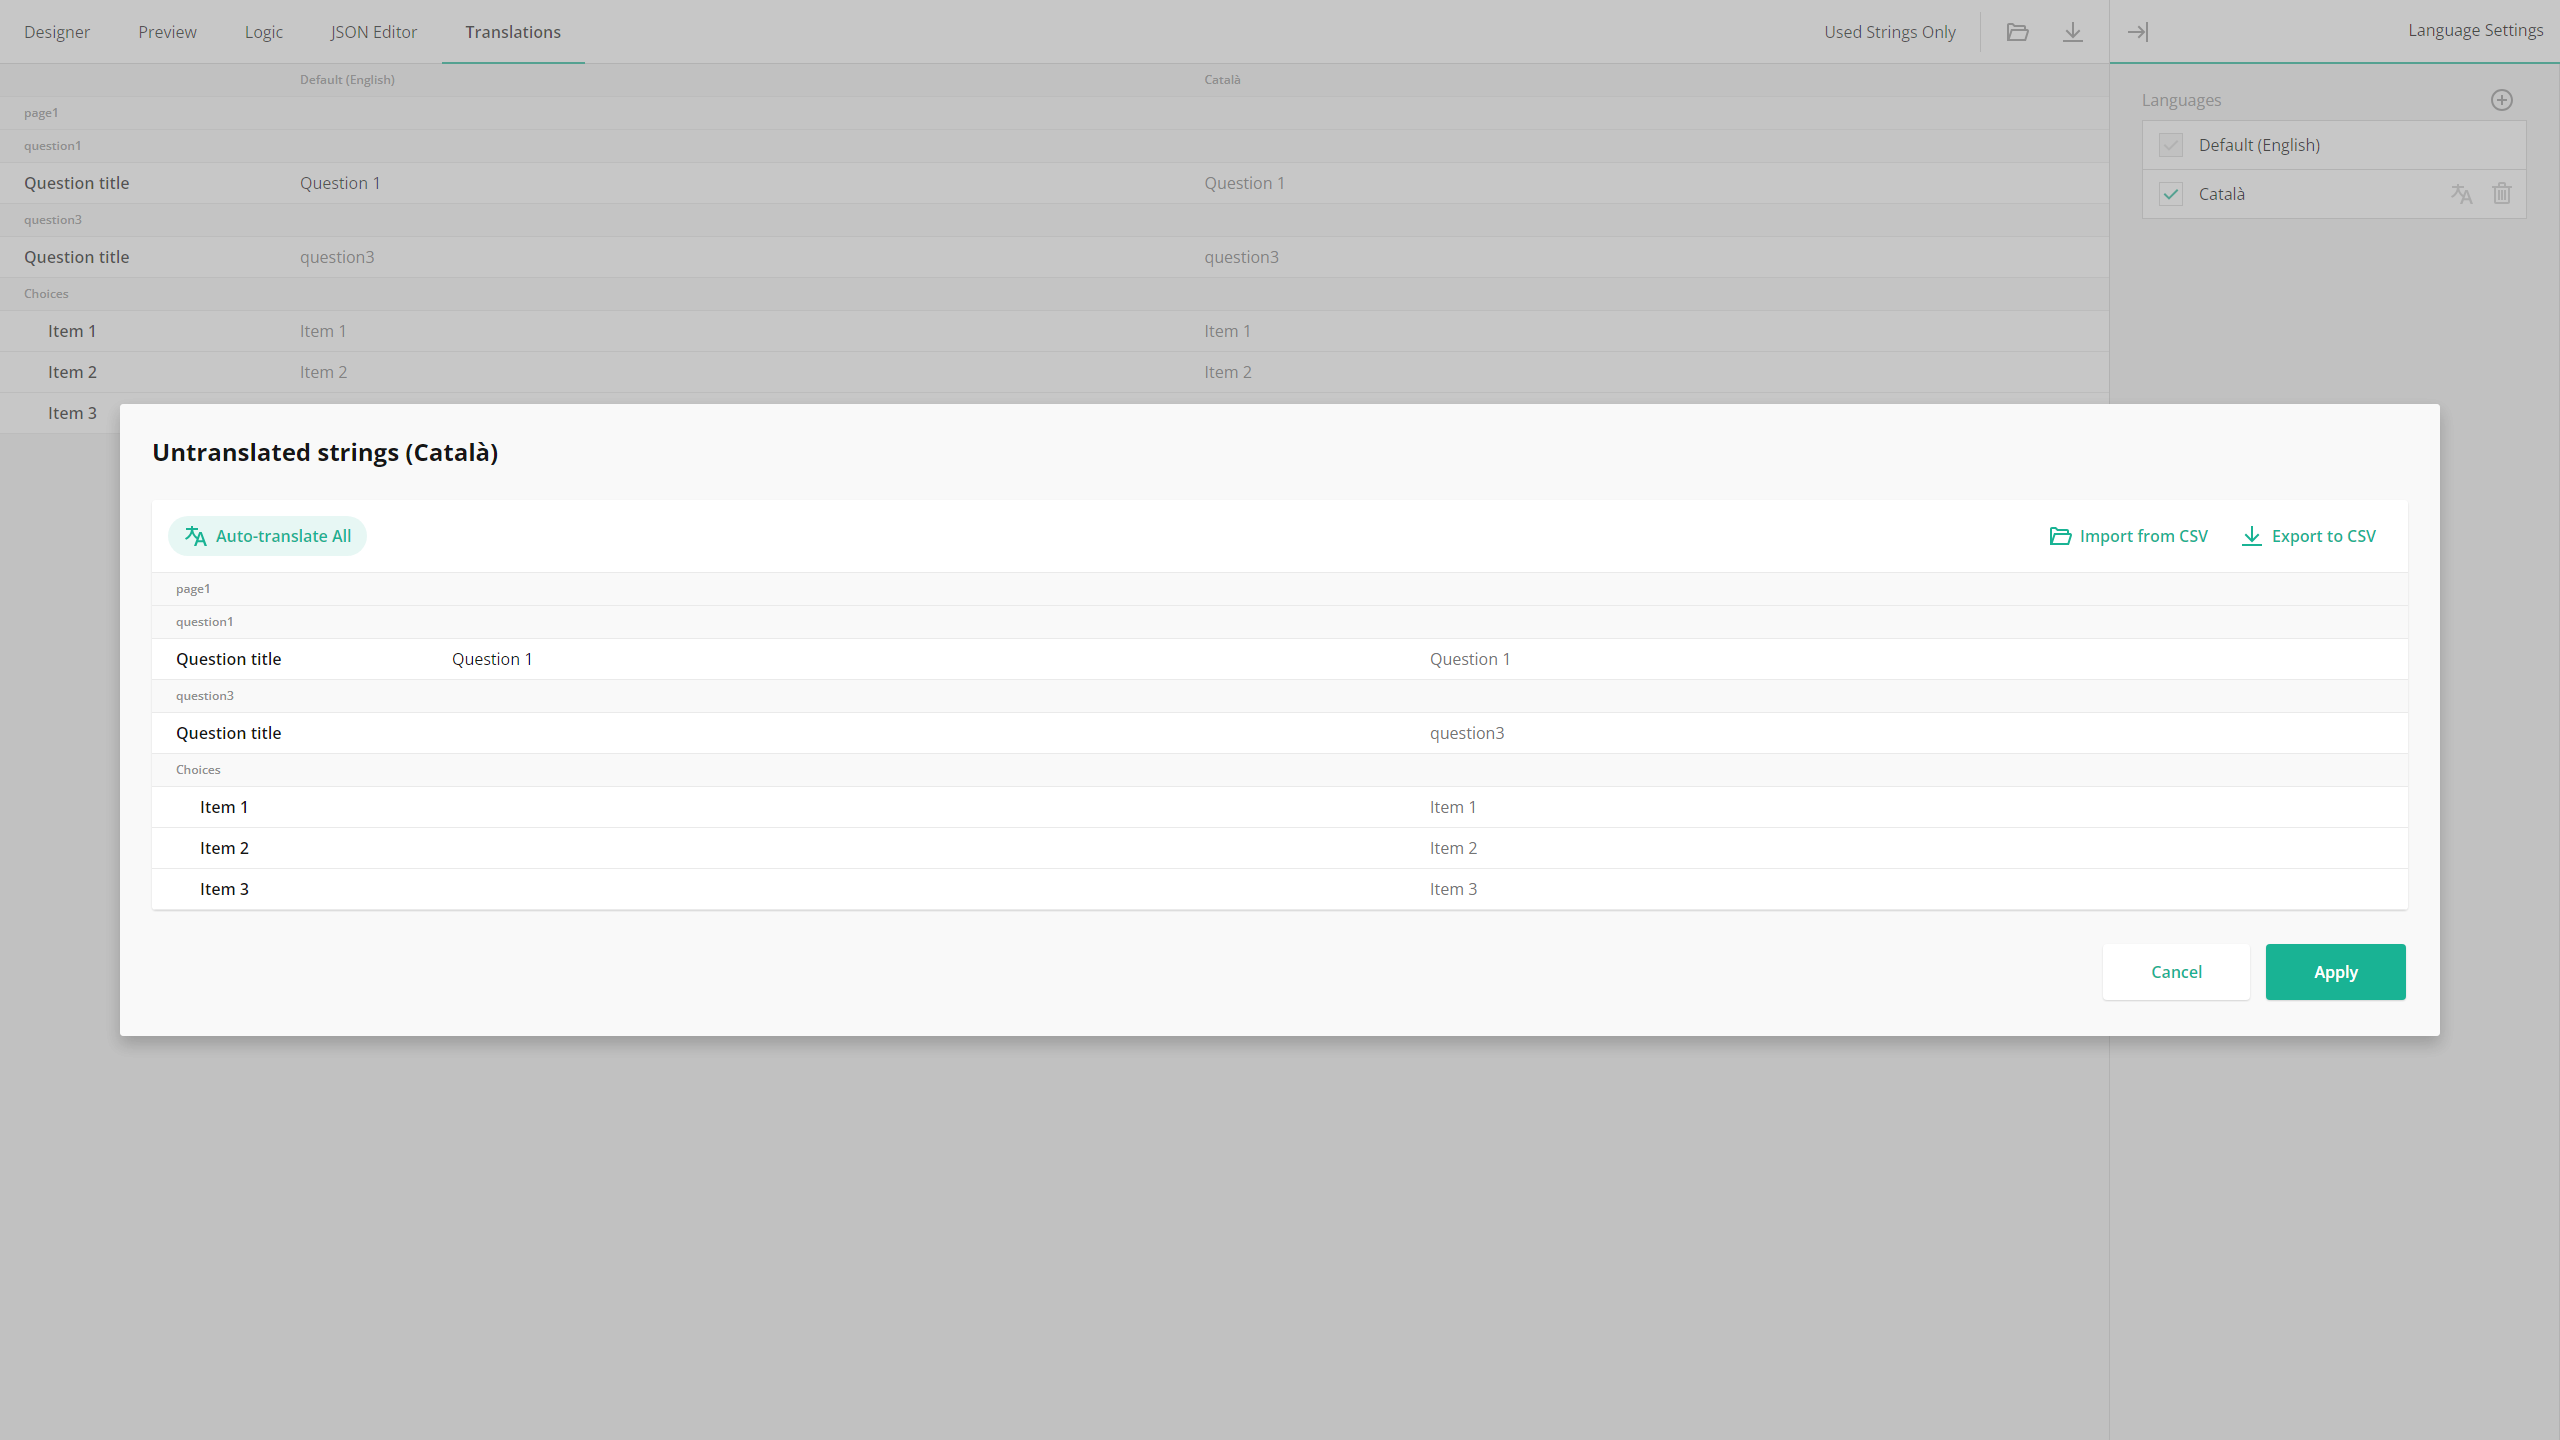 Designer Preview Logic JSON Editor Translations Used Strings Only Language Settings
Default (English) Català
page1
question1
Question title Question 1 Question 1
question3
Question title question3 question3
Choices
Item 1 Item 1 Item 1
Item 2 Item 2 Item 2
Item 3
Languages
Default (English)
Català
Untranslated strings (Català)
Auto-translate All Import from CSV Export to CSV
page1
question1
Question title Question 1 Question 1
question3
Question title question3
Choices
Item 1 Item 1
Item 2 Item 2
Item 3 Item 3
Cancel Apply